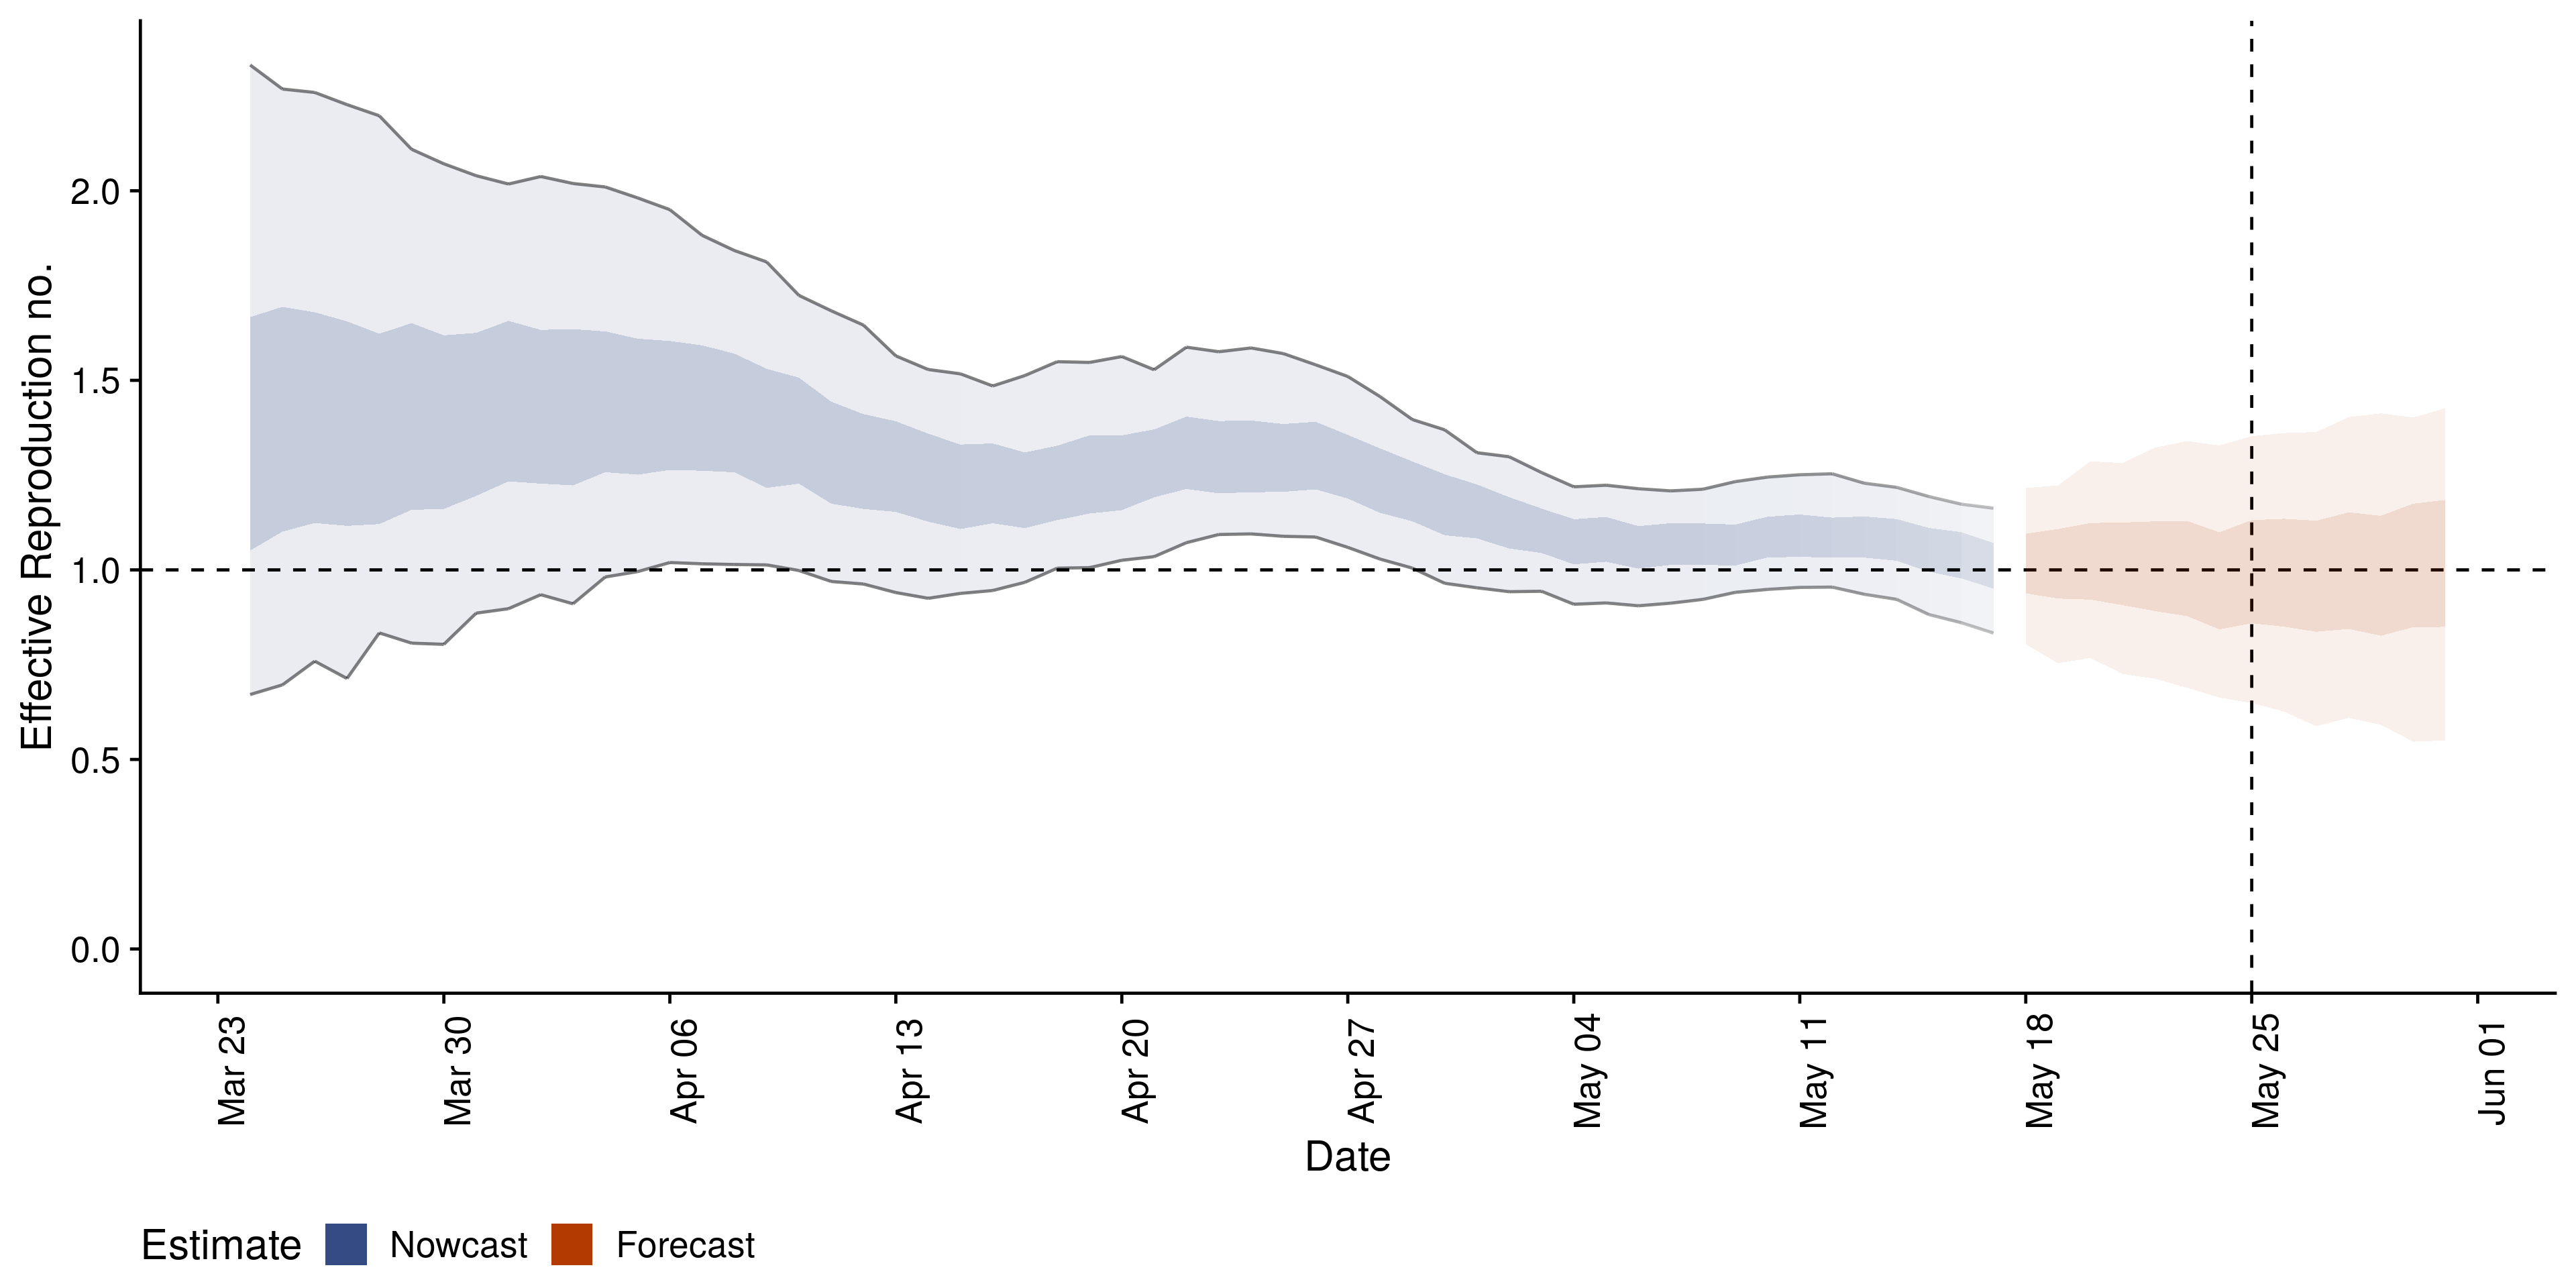 Effective Reproduction no.
2.0
1.5
1.0
0.5
0.0
Mar 23
Mar 30
Apr 06
Apr 13
Apr 20
Apr 27
May 04
May 11
May 18
May 25
Jun 01
Date
Estimate Nowcast Forecast